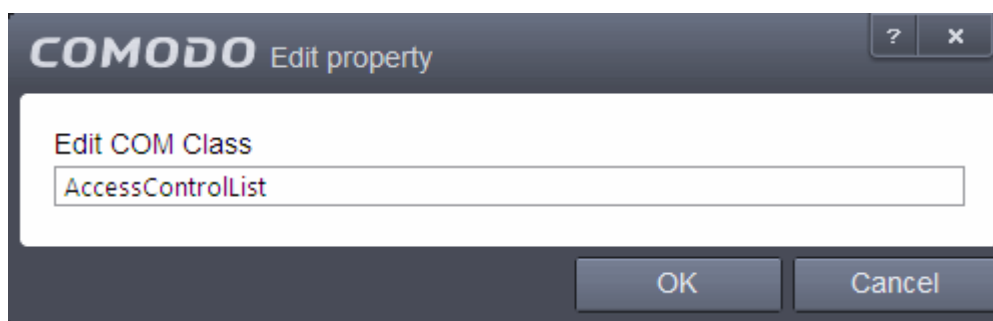 COMODO Edit property ? ×
Edit COM Class
AccessControlList
OK Cancel